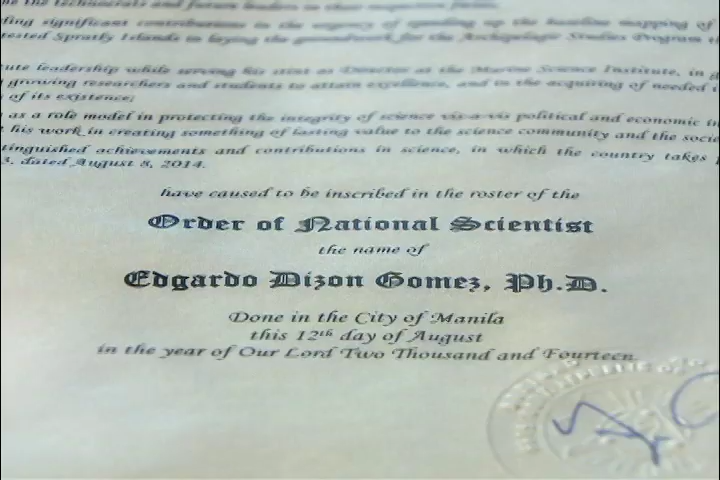 the technocrats and future leaders in their respective fields.
significant contributions in the urgency of speeding up the baseline mapping of
Spratly Islands in laying the groundwork for the Archipelagic Studies Program
leadership while serving his stint as Director at the Marine Science Institute, in
growing researchers and students to attain excellence, and in the acquiring of needed
of its existence;
as a role model in protecting the integrity of science vis-a-vis political and economic
his work in creating something of lasting value to the science community and the
achievements and contributions in science, in which the country takes
3, dated August 8, 2014.
have caused to be inscribed in the roster of the
Order of National Scientist
the name of
Edgardo Dizon Gomez, Ph.D.
Done in the City of Manila
this 12th day of August
in the year of Our Lord Two Thousand and Fourteen